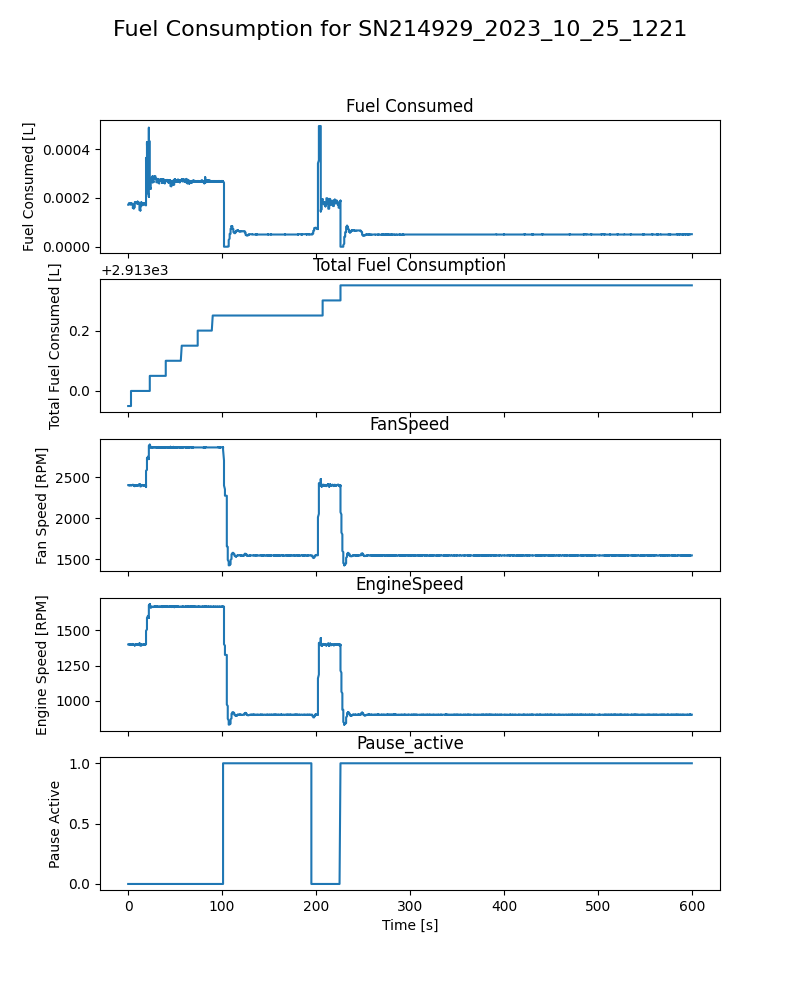 Fuel Consumption for SN214929_2023_10_25_1221
Fuel Consumed
Fuel Consumed [L]
0.0004
0.0002
0.0000
Total Fuel Consumption
+2.913e3
Total Fuel Consumed [L]
0.2
0.0
FanSpeed
Fan Speed [RPM]
2500
2000
1500
EngineSpeed
Engine Speed [RPM]
1500
1250
1000
Pause_active
Pause Active
1.0
0.5
0.0
0 100 200 300 400 500 600
Time [s]